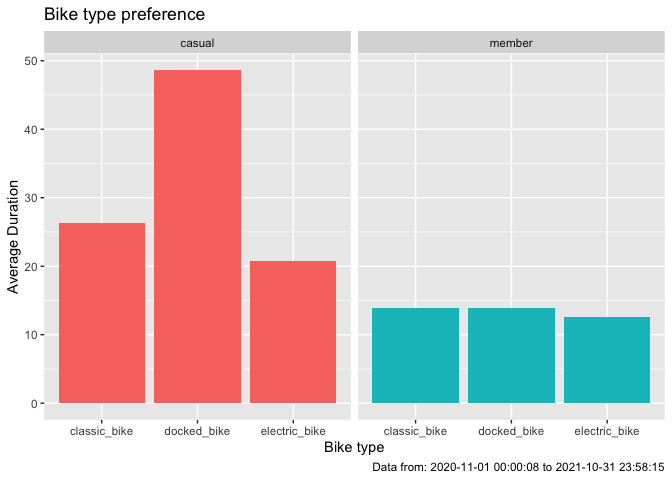 Bike type preference
casual
member
Average Duration
50
40
30
20
10
0
classic_bike docked_bike electric_bike
classic_bike docked_bike electric_bike
Bike type
Data from: 2020-11-01 00:00:08 to 2021-10-31 23:58:15